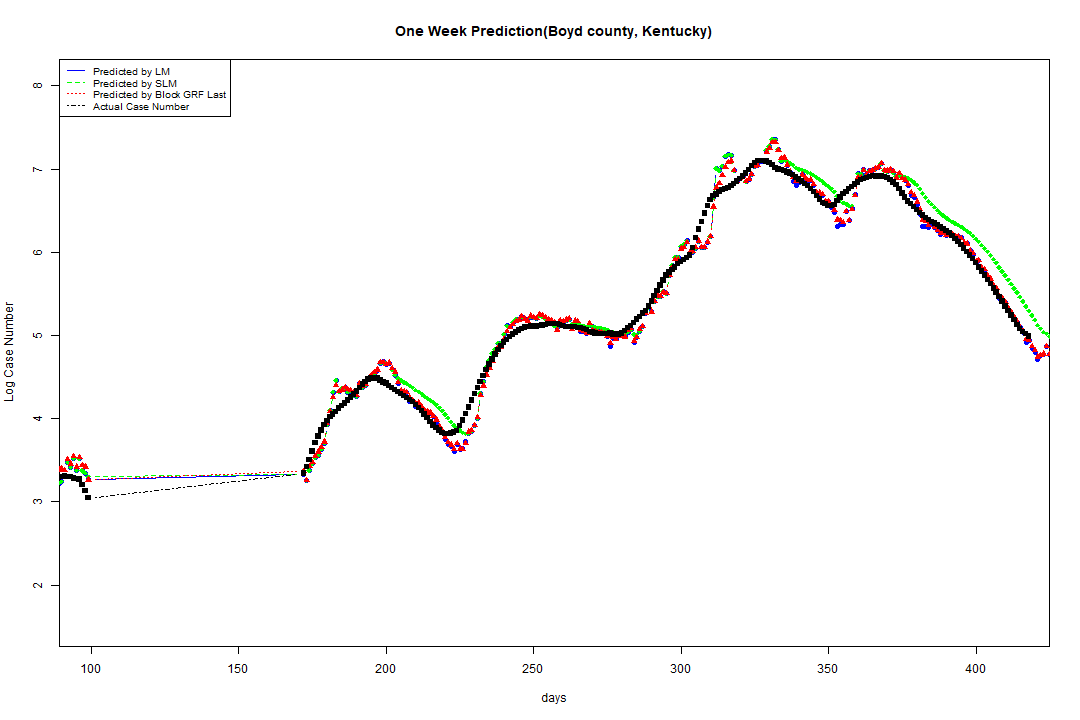 One Week Prediction(Boyd county, Kentucky)
Predicted by LM
Predicted by SLM
Predicted by Block GRF Last
Actual Case Number
8
7
6
5
4
3
2
Log Case Number
100 150 200 250 300 350 400
days